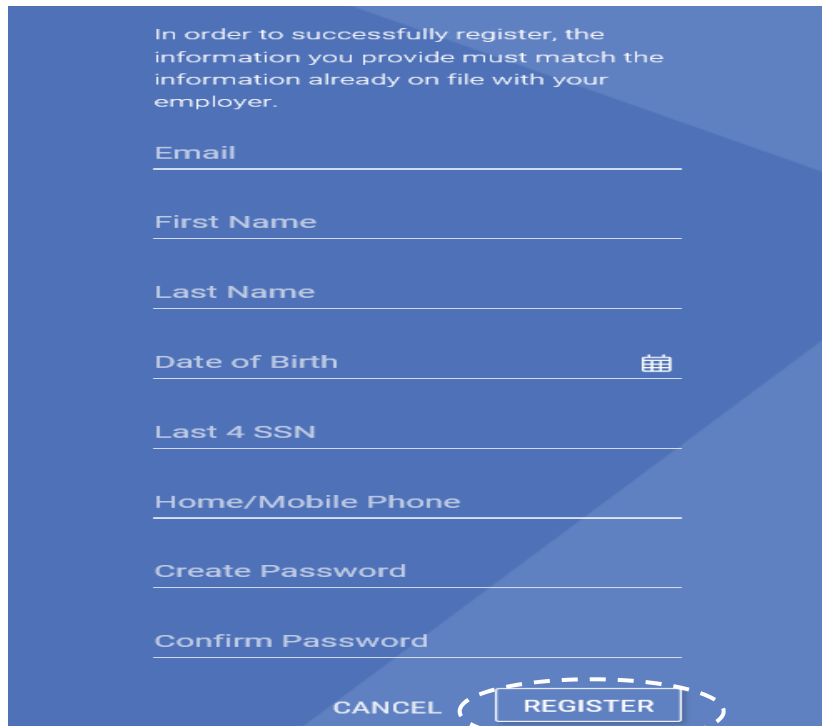 In order to successfully register, the
information you provide must match the
information already on file with your
employer.
Email
First Name
Last Name
Date of Birth
Last 4 SSN
Home/Mobile Phone
Create Password
Confirm Password
CANCEL REGISTER